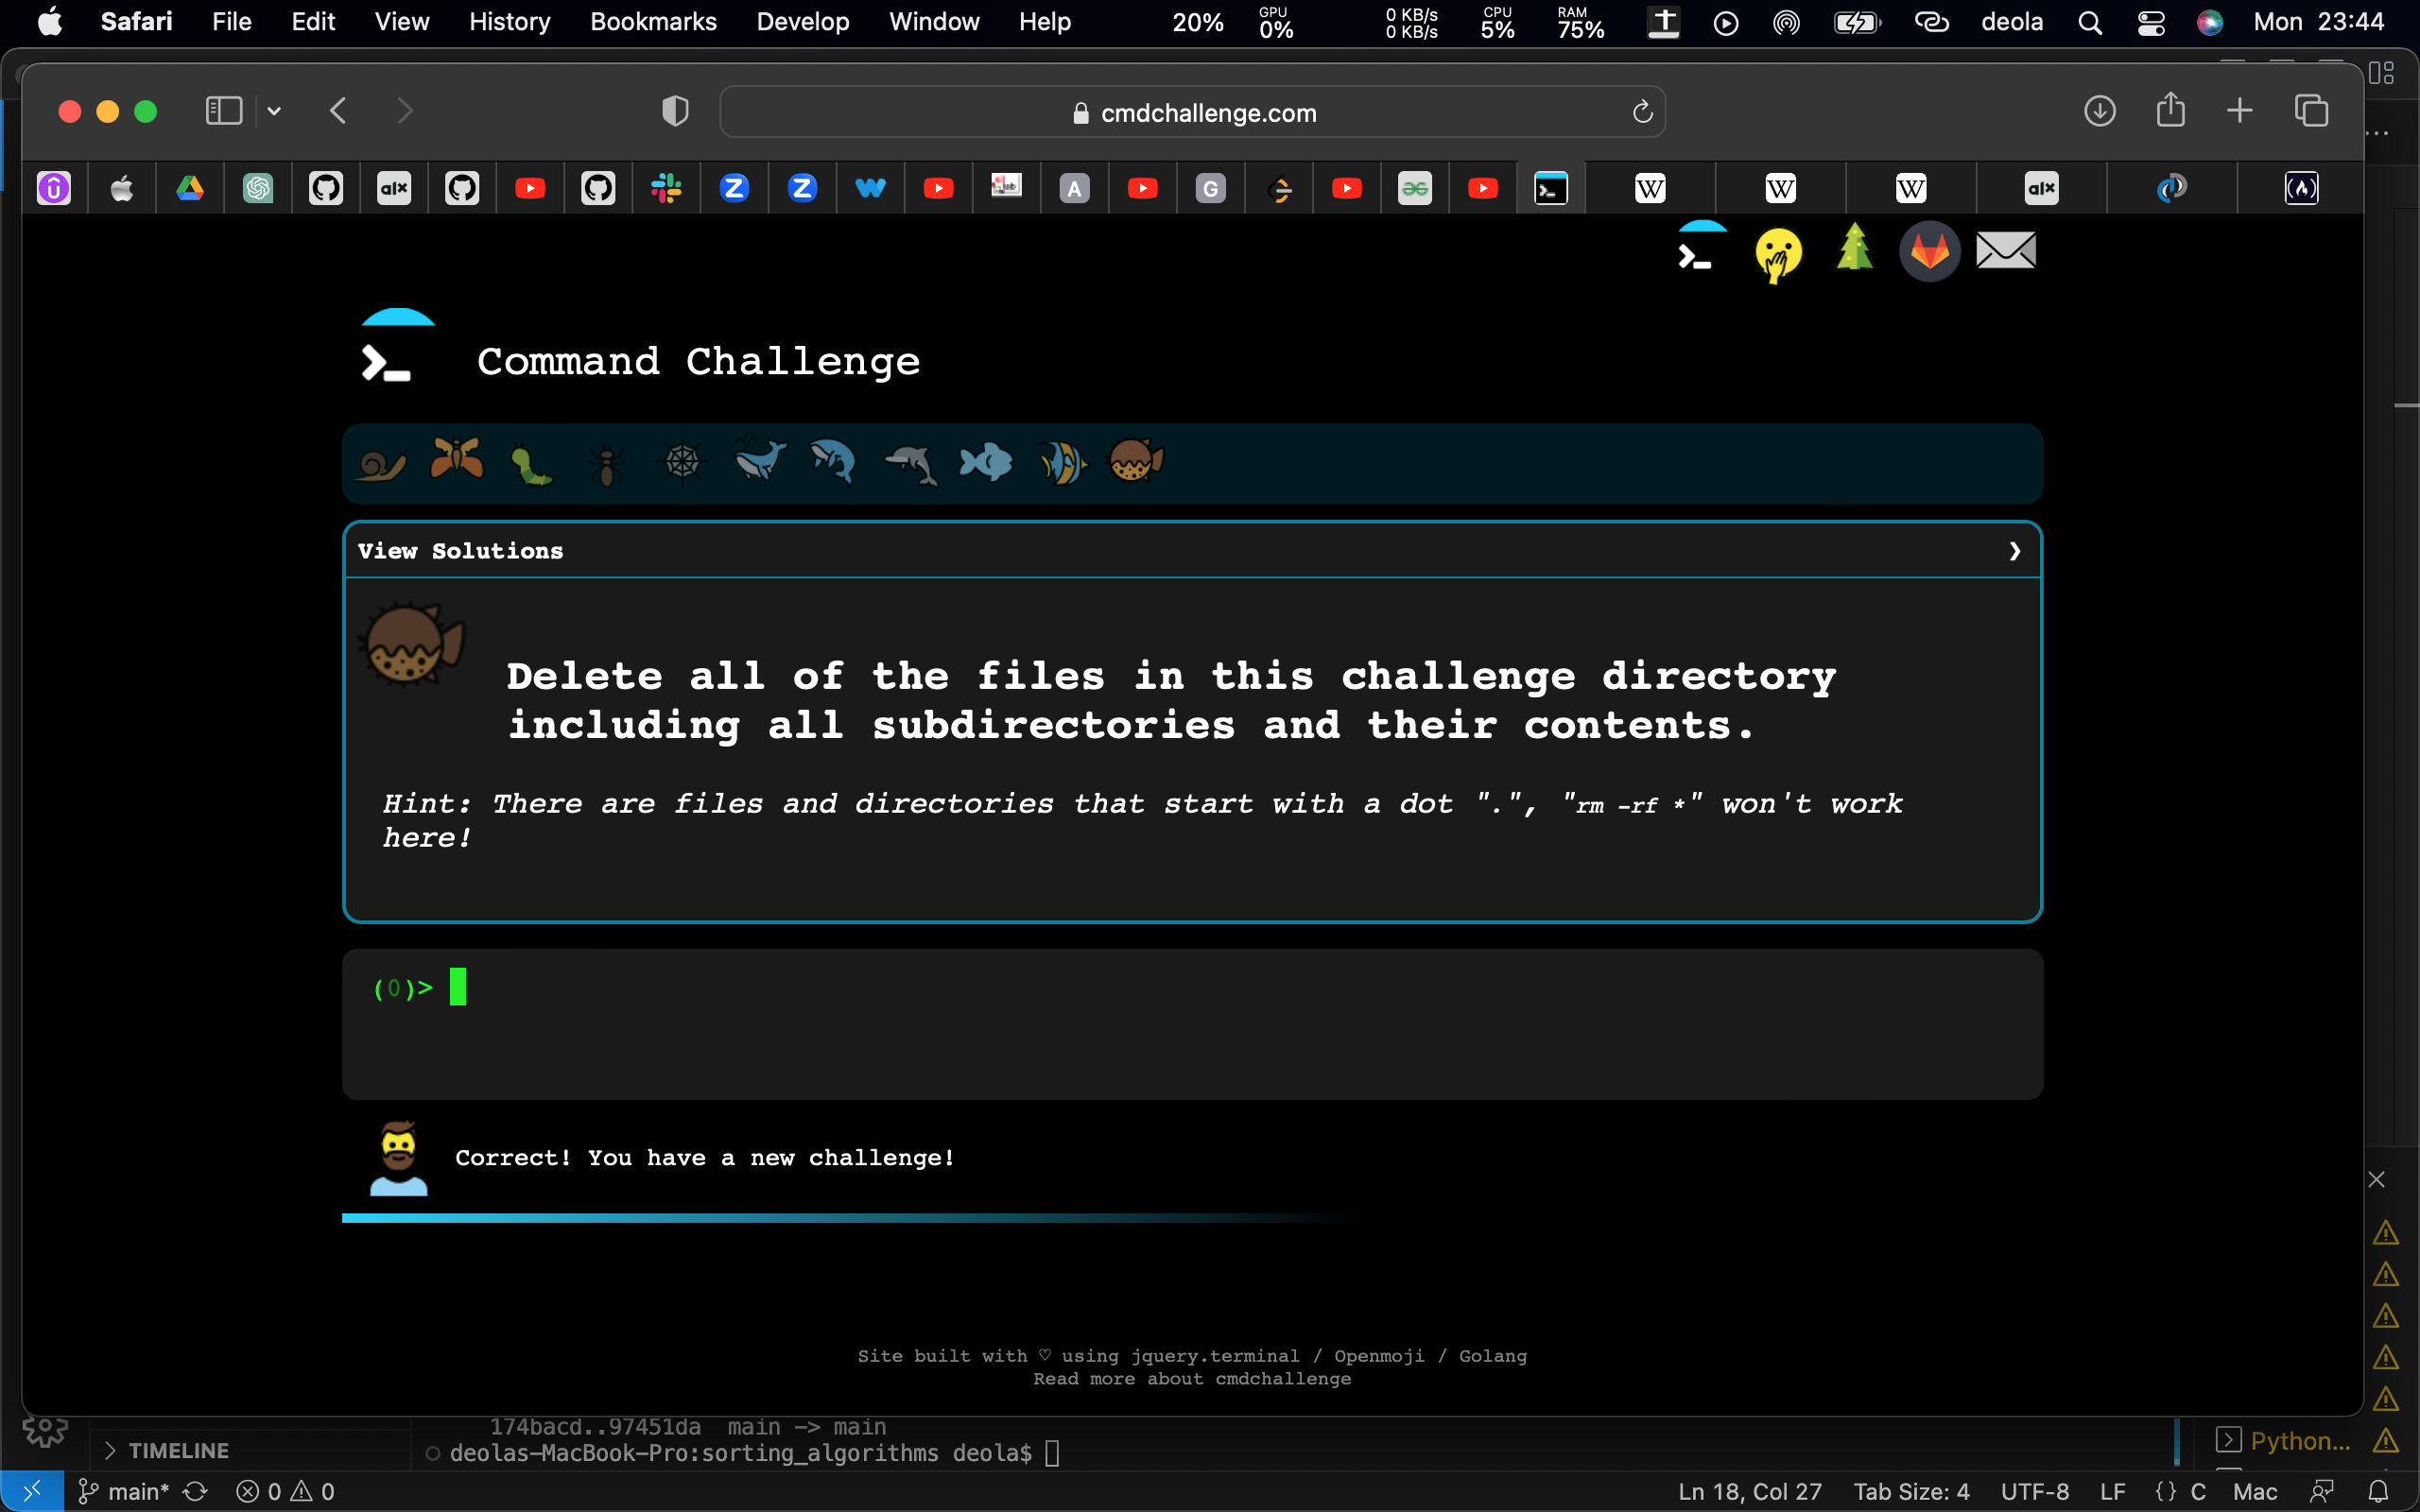 Safari File Edit View History Bookmarks Develop Window Help 20% GPU 0% 0 KB/s 0 KB/s CPU 5% RAM 75% deola Mon 23:44
cmdchallenge.com
Command Challenge
View Solutions
Delete all of the files in this challenge directory
including all subdirectories and their contents.
Hint: There are files and directories that start with a dot ".", "rm -rf *" won't work
here!
(0)>
Correct! You have a new challenge!
Site built with ♡ using jquery.terminal / Openmoji / Golang
Read more about cmdchallenge
174bacd..97451da main -> main
TIMELINE
deolas-MacBook-Pro:sorting_algorithms deola$
Python...
main* 0 0 Ln 18, Col 27 Tab Size: 4 UTF-8 LF {} C Mac